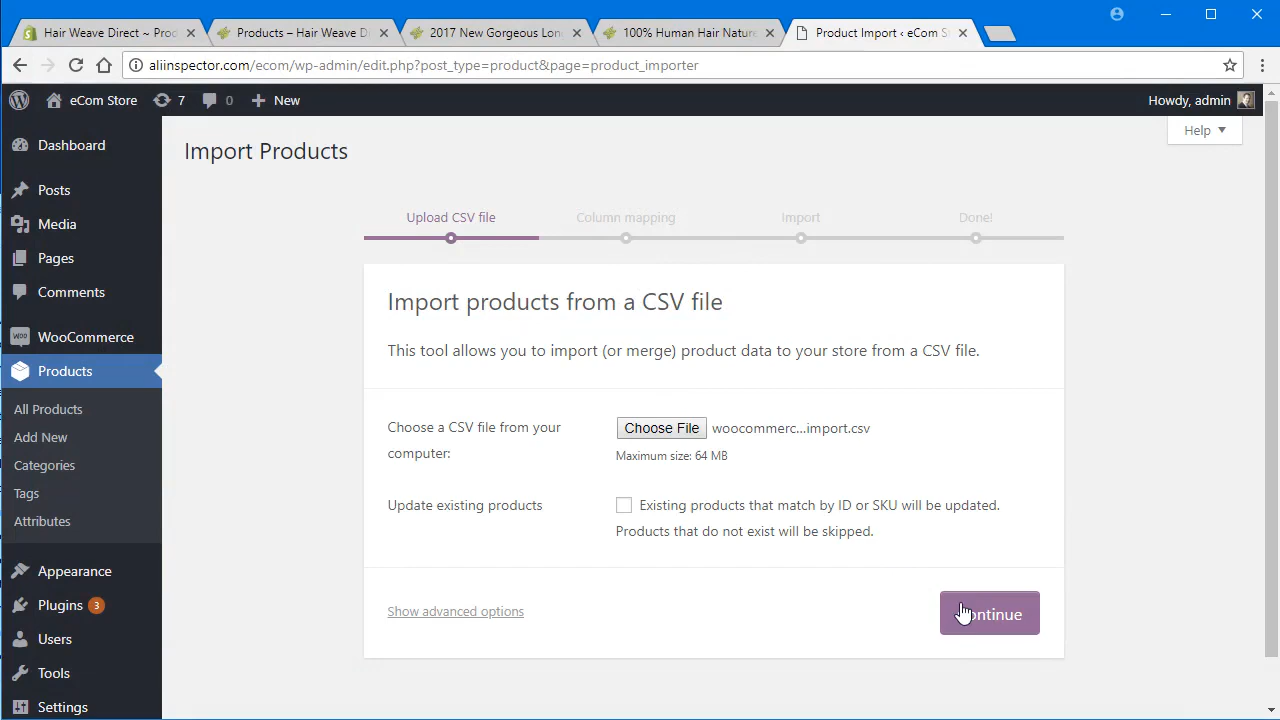 Hair Weave Direct ~ Proc
Products – Hair Weave D
2017 New Gorgeous Lon
100% Human Hair Nature
Product Import ‹ eCom S
aliinspector.com/ecom/wp-admin/edit.php?post_type=product&page=product_importer
eCom Store
7
0
New
Howdy, admin
Help
Dashboard
Posts
Media
Pages
Comments
WOO
WooCommerce
Products
All Products
Add New
Categories
Tags
Attributes
Appearance
Plugins 3
Users
Tools
Settings
Import Products
Upload CSV file
Column mapping
Import
Done!
Import products from a CSV file
This tool allows you to import (or merge) product data to your store from a CSV file.
Choose a CSV file from your
computer:
Choose File woocommerc...import.csv
Maximum size: 64 MB
Update existing products
Existing products that match by ID or SKU will be updated.
Products that do not exist will be skipped.
Show advanced options
Continue